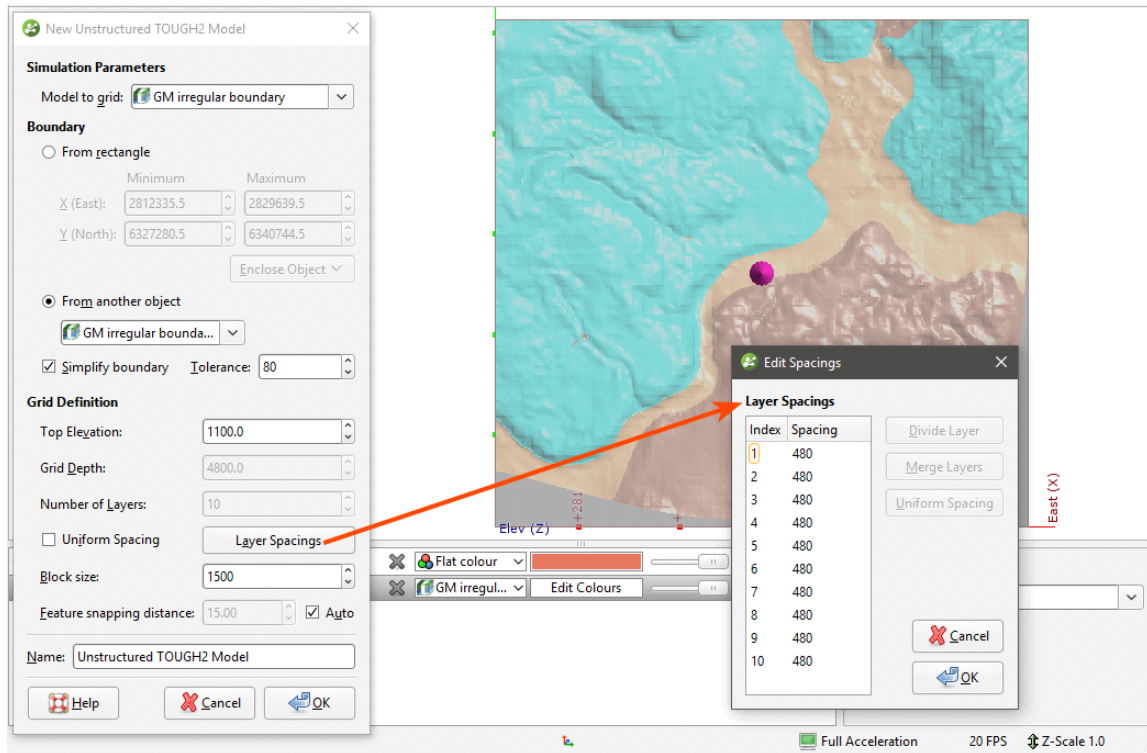 New Unstructured TOUGH2 Model
Simulation Parameters
Model to grid: GM irregular boundary
Boundary
From rectangle
Minimum Maximum
X (East): 2812335.5 2829639.5
Y (North): 6327280.5 6340744.5
Enclose Object
From another object
GM irregular bounda...
Simplify boundary Tolerance: 80
Grid Definition
Top Elevation: 1100.0
Grid Depth: 4800.0
Number of Layers: 10
Uniform Spacing Layer Spacings
Block size: 1500
Feature snapping distance: 15.00 Auto
Name: Unstructured TOUGH2 Model
Help Cancel OK
Elev (Z)
+281
+
East (X)
Flat colour
GM irregul... Edit Colours
Edit Spacings
Layer Spacings
Index Spacing
1 480
2 480
3 480
4 480
5 480
6 480
7 480
8 480
9 480
10 480
Divide Layer
Merge Layers
Uniform Spacing
Cancel
OK
Full Acceleration 20 FPS Z-Scale 1.0